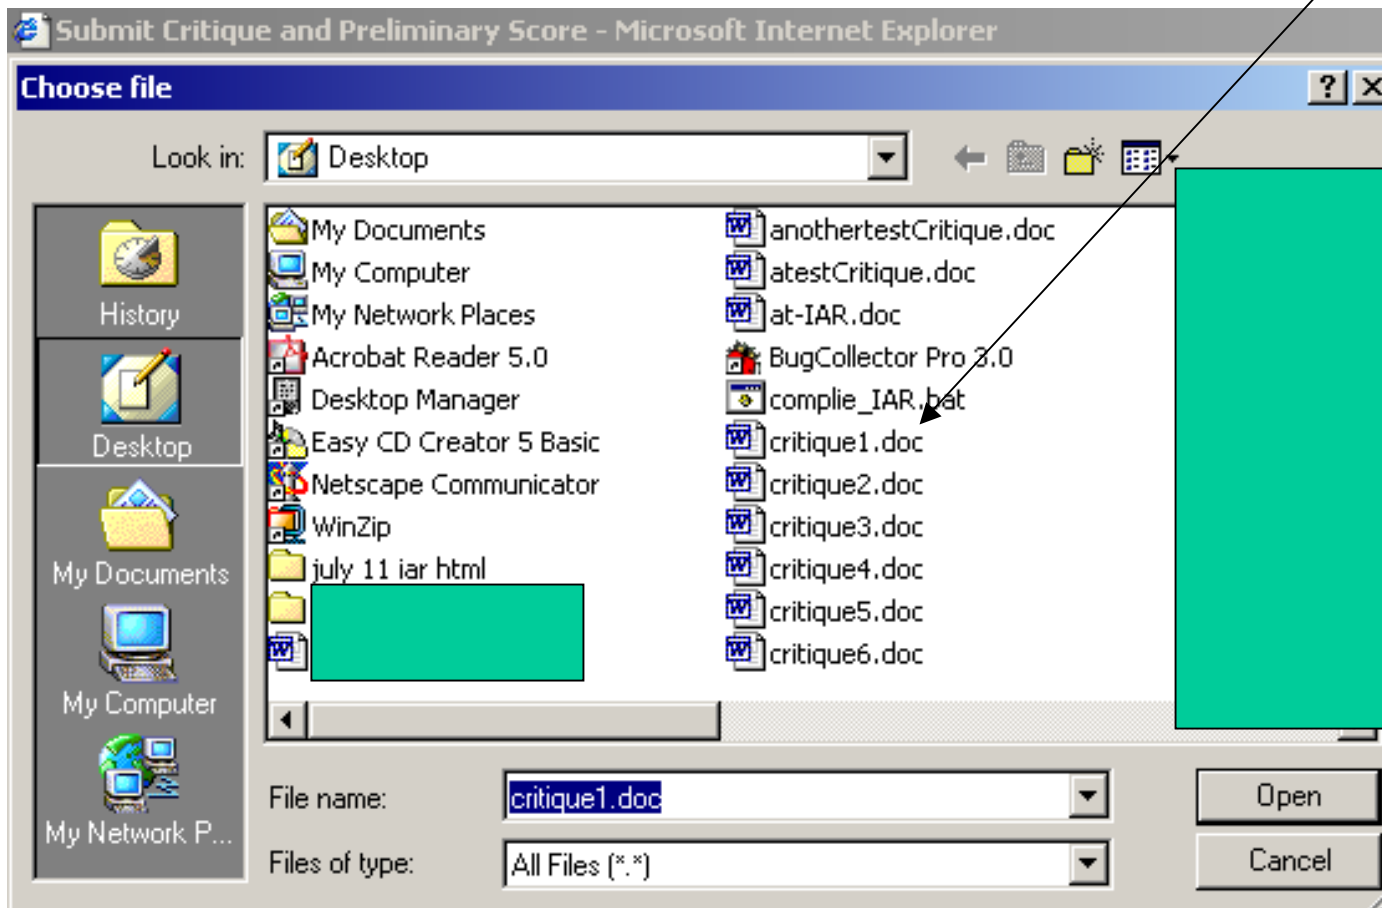 Submit Critique and Preliminary Score - Microsoft Internet Explorer
Choose file
Look in:
Desktop
History
Desktop
My Documents
My Computer
My Network P...
My Documents
My Computer
My Network Places
Acrobat Reader 5.0
Desktop Manager
Easy CD Creator 5 Basic
Netscape Communicator
WinZip
july 11 iar html
anothertestCritique.doc
atestCritique.doc
at-IAR.doc
BugCollector Pro 3.0
complie_IAR.bat
critique1.doc
critique2.doc
critique3.doc
critique4.doc
critique5.doc
critique6.doc
File name:
critique1.doc
Open
Files of type:
All Files (*.*)
Cancel